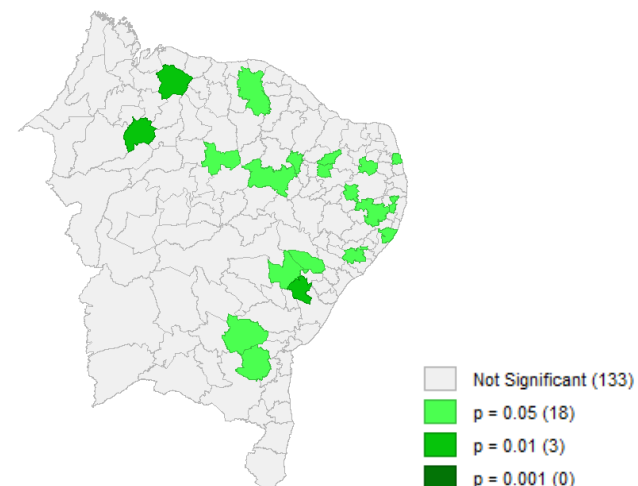 Not Significant (133)
p = 0.05 (18)
p = 0.01 (3)
p = 0.001 (0)